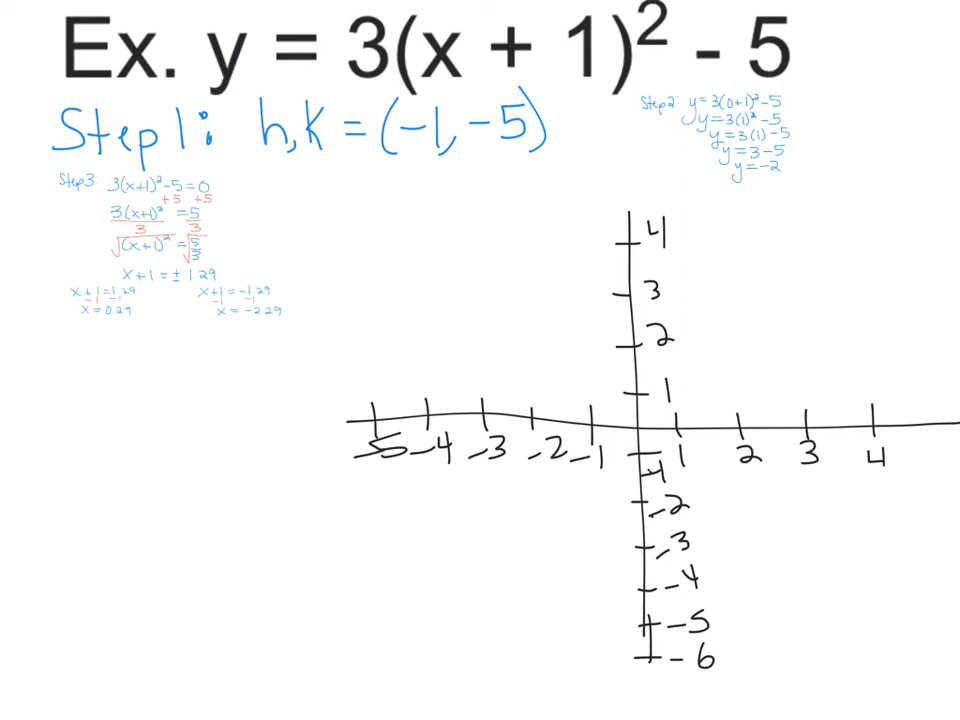 Ex. y = 3(x + 1)² - 5
Step 1: h,k = (-1, -5)
Step 2: y = 3(0+1)² - 5
y = 3(1)² - 5
y = 3(1) - 5
y = 3 - 5
y = -2
Step 3: 3(x+1)² - 5 = 0
+5 +5
3(x+1)² = 5
3 3
√(x+1)² = √5/3
x + 1 = ± 1.29
x + 1 = 1.29 x + 1 = -1.29
-1 -1 -1 -1
x = 0.29 x = -2.29
4
3
2
1
-5 -4 -3 -2 -1 1 2 3 4
-1
-2
-3
-4
-5
-6